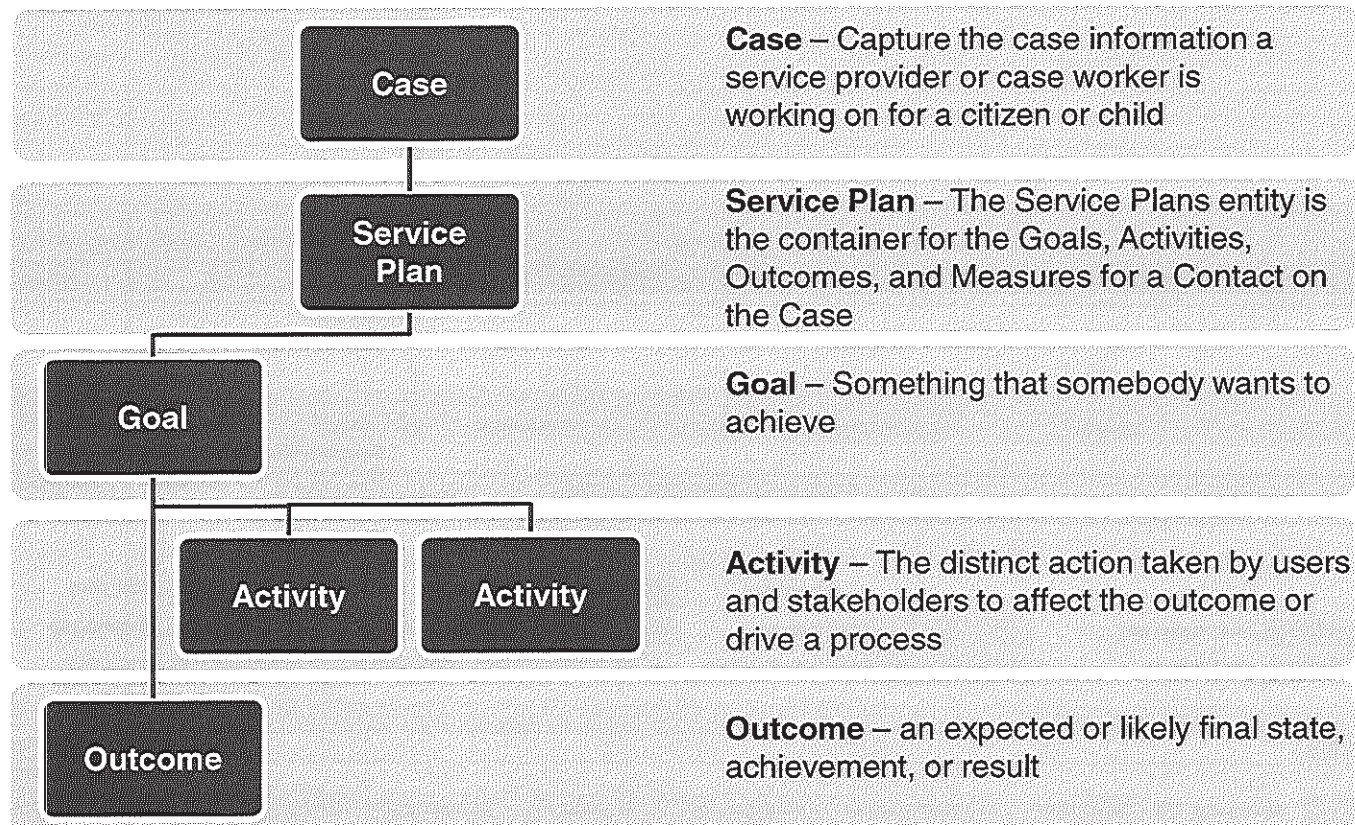 Case
Case – Capture the case information a
service provider or case worker is
working on for a citizen or child
Service
Plan
Service Plan – The Service Plans entity is
the container for the Goals, Activities,
Outcomes, and Measures for a Contact on
the Case
Goal
Goal – Something that somebody wants to
achieve
Activity
Activity
Activity – The distinct action taken by users
and stakeholders to affect the outcome or
drive a process
Outcome
Outcome – an expected or likely final state,
achievement, or result